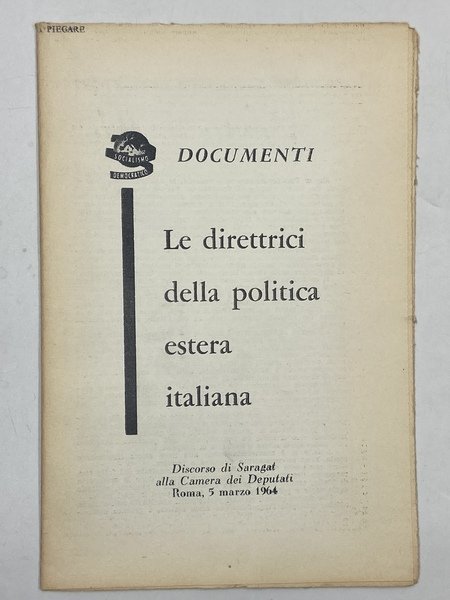 PIEGARE
SOCIALISMO
DEMOCRATICO
DOCUMENTI
Le direttrici
della politica
estera
italiana
Discorso di Saragat
alla Camera dei Deputati
Roma, 5 marzo 1964